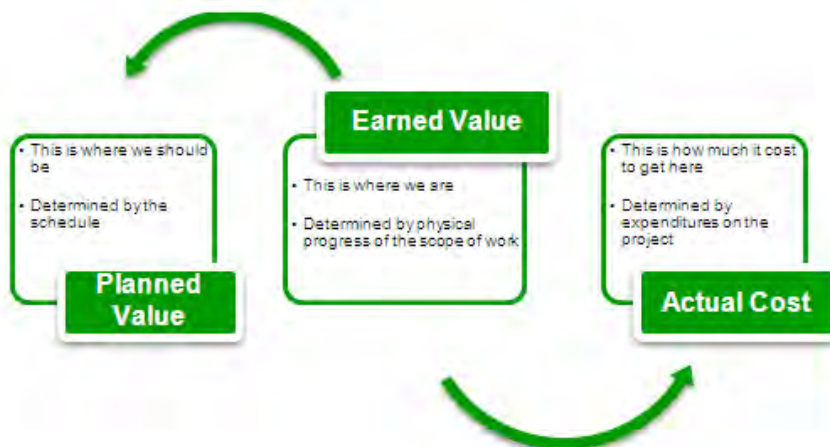 • This is where we should
be
• Determined by the
schedule
Planned
Value
Earned Value
• This is where we are
• Determined by physical
progress of the scope of work
• This is how much it cost
to get here
• Determined by
expenditures on the
project
Actual Cost